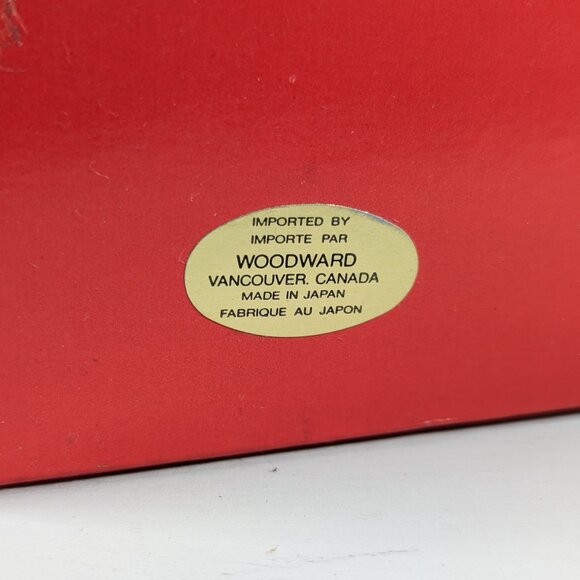 IMPORTED BY
IMPORTE PAR
WOODWARD
VANCOUVER. CANADA
MADE IN JAPAN
FABRIQUE AU JAPON